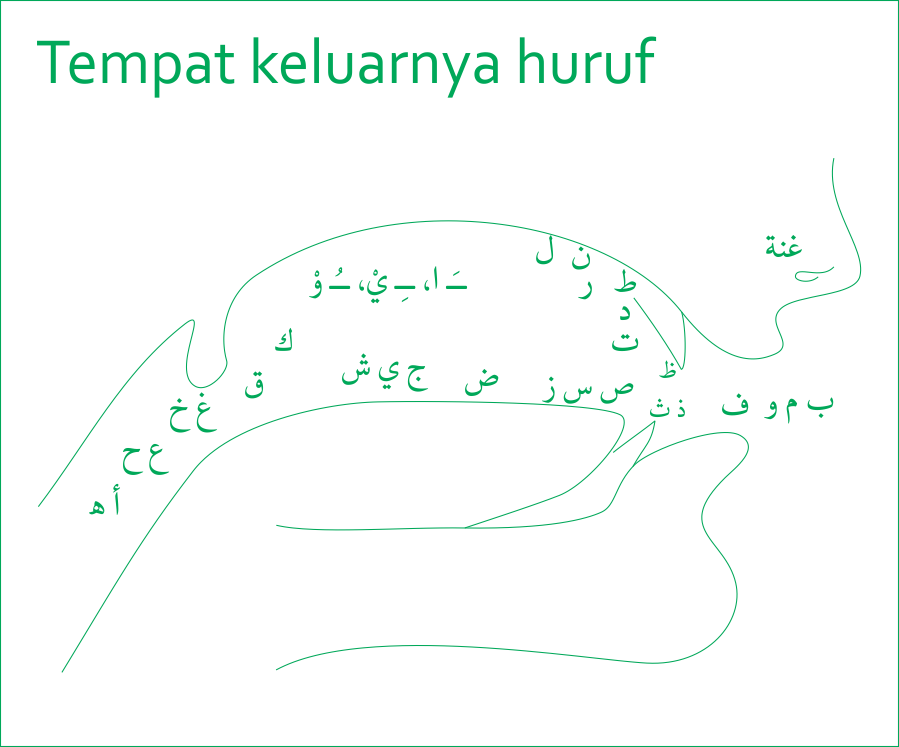 Tempat keluarnya huruf
غنة
ل
ن
ر
ط
د
ت
ـَ ا، ـِ يْ، ـُ وْ
ك
ق
ج ي ش
ض
ص س ز
ظ
ذ ث
ف
ب م و
غ خ
ع ح
أ ه